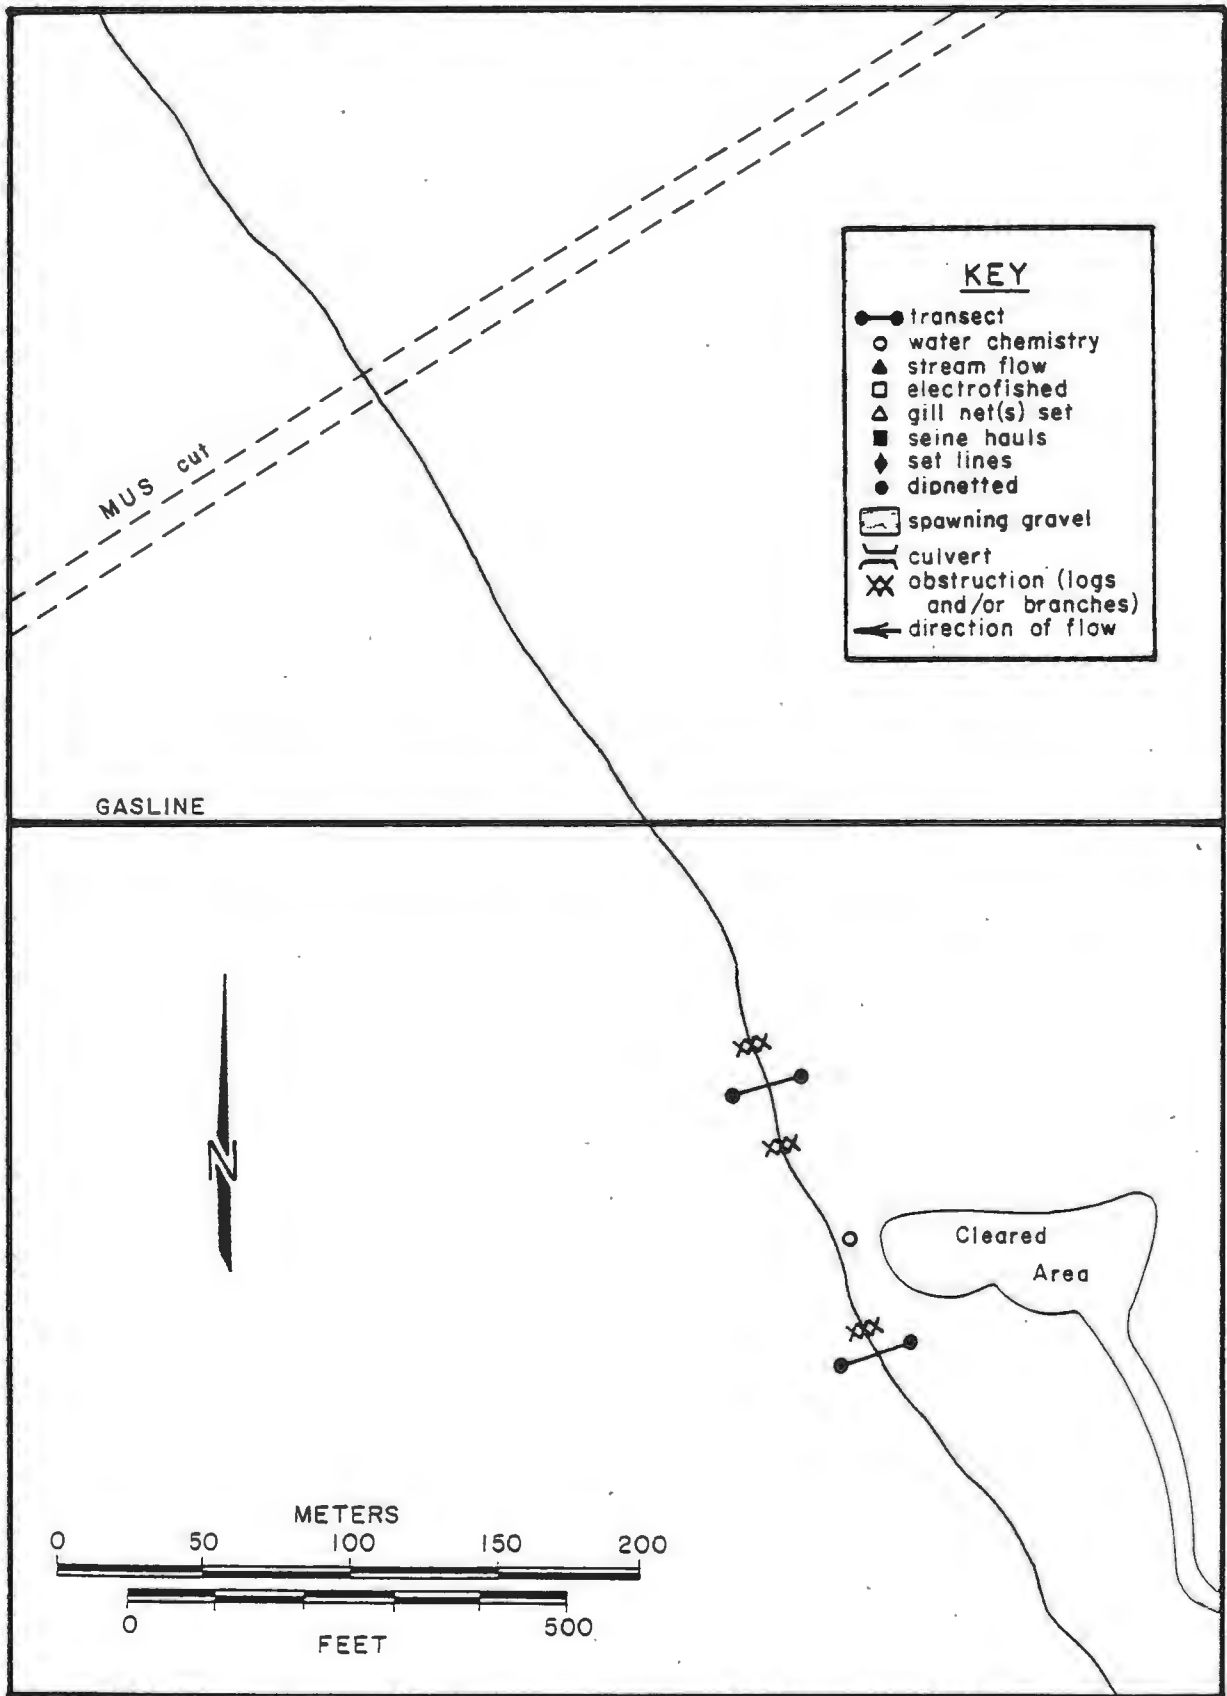 KEY
transect
water chemistry
stream flow
electrofished
gill net(s) set
seine hauls
set lines
dipnetted
spawning gravel
culvert
obstruction (logs
and/or branches)
direction of flow
MUS cut
GASLINE
N
Cleared
Area
METERS
0 50 100 150 200
0 500
FEET